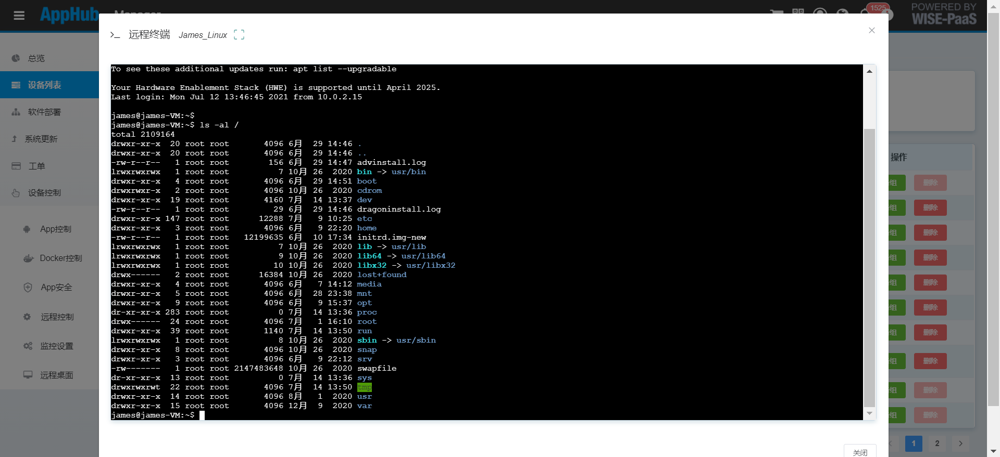 AppHub Manager
1525
POWERED BY
WISE-PaaS
远程终端 James_Linux
总览
设备列表
软件部署
系统更新
工单
设备控制
App控制
Docker控制
App安全
远程控制
监控设置
远程桌面
To see these additional updates run: apt list --upgradable
Your Hardware Enablement Stack (HWE) is supported until April 2025.
Last login: Mon Jul 12 13:46:45 2021 from 10.0.2.15
james@james-VM:~$
james@james-VM:~$ ls -al /
total 2109164
drwxr-xr-x  20 root root       4096 6月  29 14:46 .
drwxr-xr-x  20 root root       4096 6月  29 14:46 ..
-rw-r--r--   1 root root        156 6月  29 14:47 advinstall.log
lrwxrwxrwx   1 root root          7 10月 26  2020 bin -> usr/bin
drwxr-xr-x   4 root root       4096 6月  29 14:51 boot
drwxrwxr-x   2 root root       4096 10月 26  2020 cdrom
drwxr-xr-x  19 root root       4160 7月  14 13:37 dev
-rw-r--r--   1 root root         29 6月  29 14:46 dragoninstall.log
drwxr-xr-x 147 root root      12288 7月   9 10:25 etc
drwxr-xr-x   3 root root       4096 6月   9 22:20 home
-rw-r--r--   1 root root   12199635 6月  10 17:34 initrd.img-new
lrwxrwxrwx   1 root root          7 10月 26  2020 lib -> usr/lib
lrwxrwxrwx   1 root root          9 10月 26  2020 lib64 -> usr/lib64
lrwxrwxrwx   1 root root         10 10月 26  2020 libx32 -> usr/libx32
drwx------   2 root root      16384 10月 26  2020 lost+found
drwxr-xr-x   4 root root       4096 6月   7 14:12 media
drwxr-xr-x   5 root root       4096 6月  28 23:38 mnt
drwxr-xr-x   9 root root       4096 6月   9 15:37 opt
dr-xr-xr-x 283 root root          0 7月  14 13:36 proc
drwx------  24 root root       4096 7月   1 16:10 root
drwxr-xr-x  39 root root       1140 7月  14 13:50 run
lrwxrwxrwx   1 root root          8 10月 26  2020 sbin -> usr/sbin
drwxr-xr-x   8 root root       4096 10月 26  2020 snap
drwxr-xr-x   3 root root       4096 6月   9 22:12 srv
-rw-------   1 root root 2147483648 10月 26  2020 swapfile
dr-xr-xr-x  13 root root          0 7月  14 13:36 sys
drwxrwxrwt  22 root root       4096 7月  14 13:50 tmp
drwxr-xr-x  14 root root       4096 8月   1  2020 usr
drwxr-xr-x  15 root root       4096 12月  9  2020 var
james@james-VM:~$
操作
组 删除
组 删除
组 删除
组 删除
组 删除
组 删除
组 删除
组 删除
组 删除
组 删除
1 2
关闭